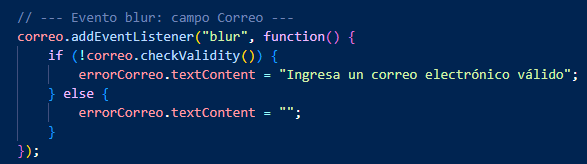 // --- Evento blur: campo Correo ---
correo.addEventListener("blur", function() {
    if (!correo.checkValidity()) {
        errorCorreo.textContent = "Ingresa un correo electrónico válido";
    } else {
        errorCorreo.textContent = "";
    }
});